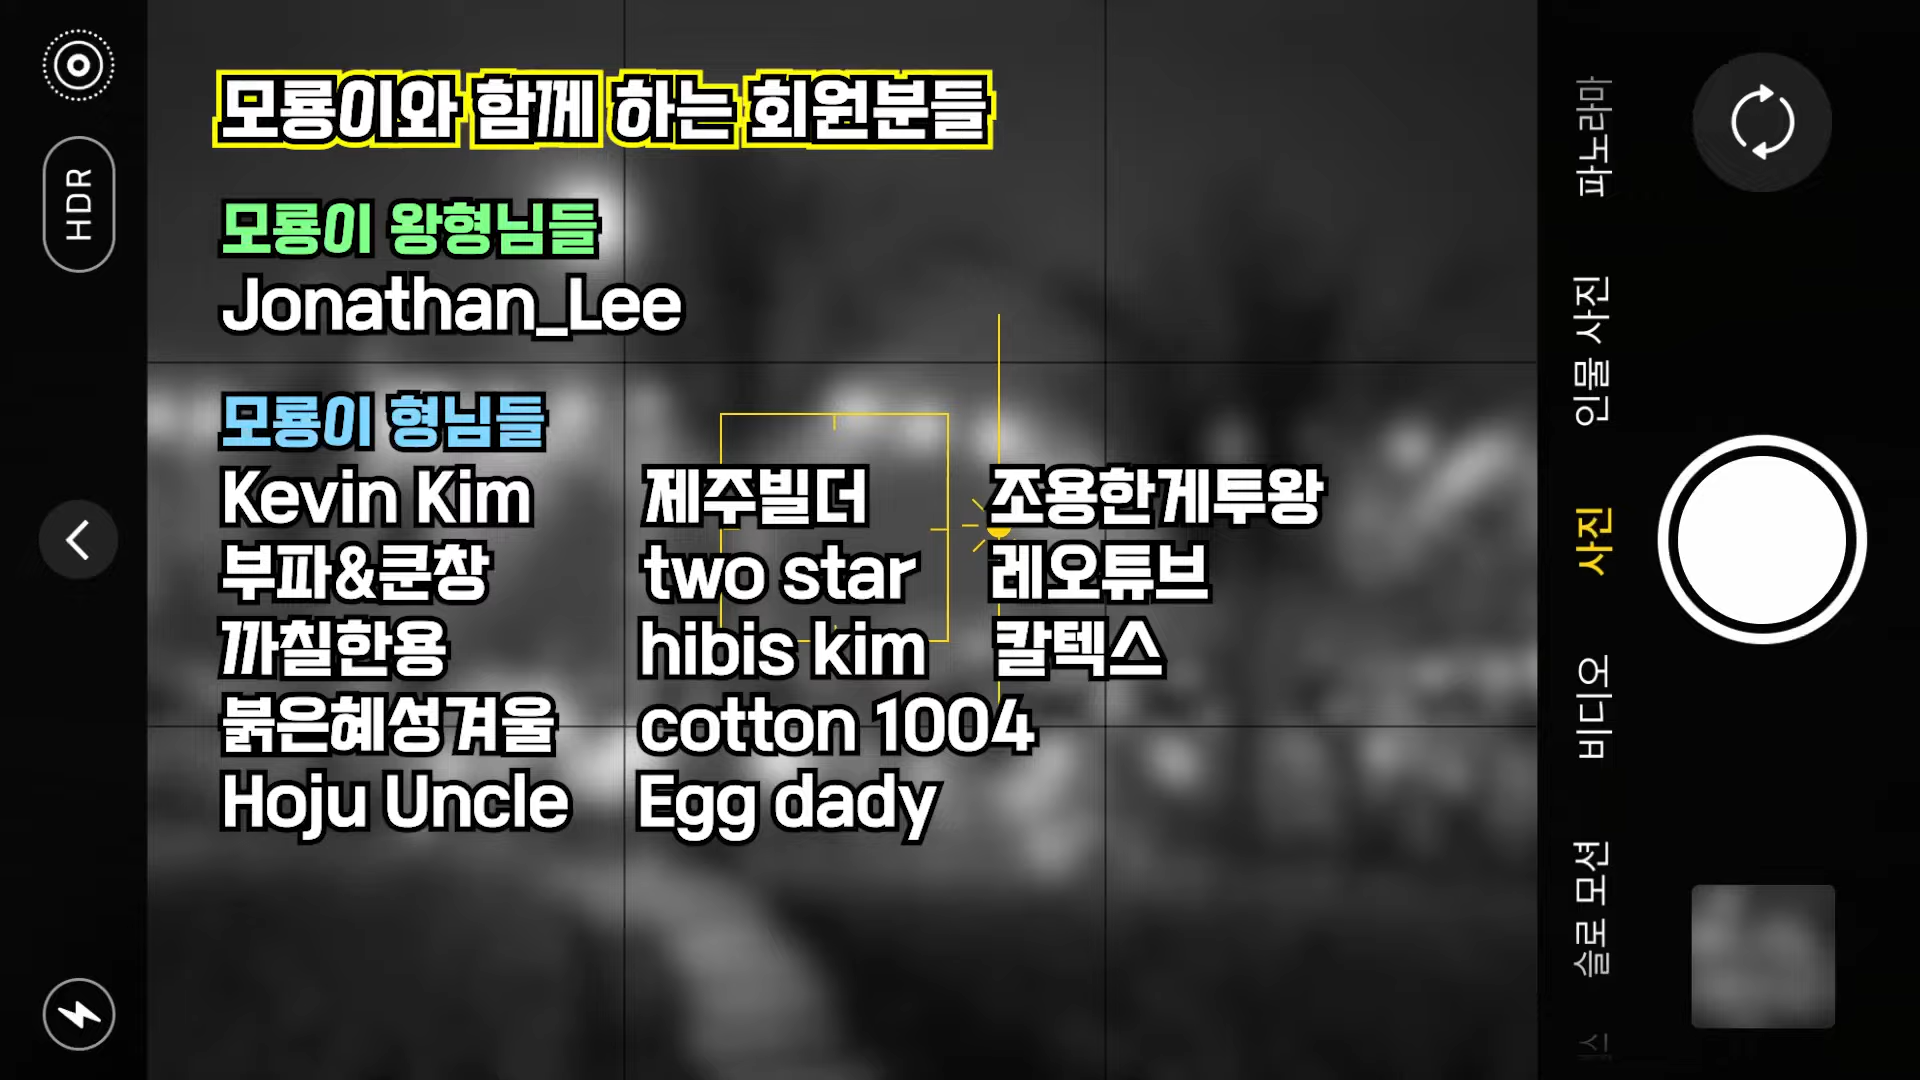 모룡이와 함께 하는 회원분들
모룡이 왕형님들
Jonathan_Lee
모룡이 형님들
Kevin Kim
부파&쿤창
까칠한용
붉은혜성겨울
Hoju Uncle
제주빌더
two star
hibis kim
cotton 1004
Egg dady
조용한게투왕
레오튜브
칼텍스
HDR
파노라마
인물 사진
사진
비디오
슬로 모션